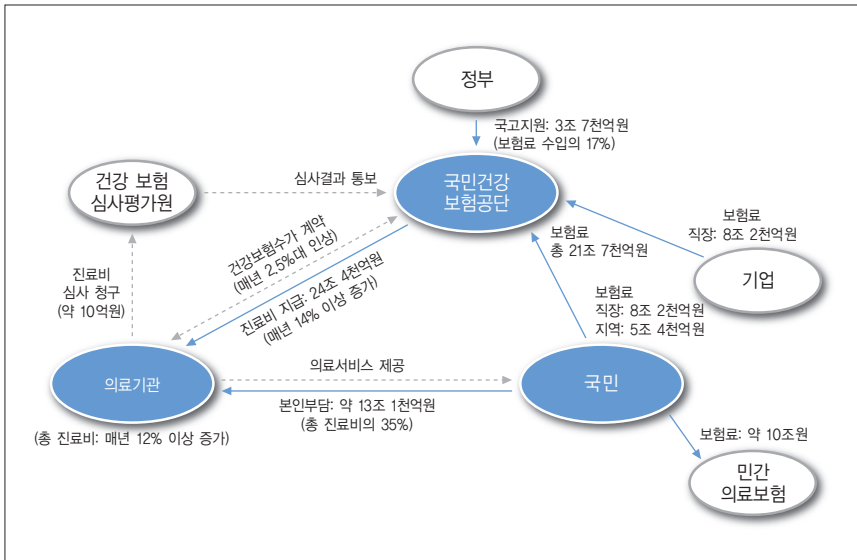 정부
국고지원: 3조 7천억원
(보험료 수입의 17%)
건강 보험
심사평가원
심사결과 통보
국민건강
보험공단
보험료
직장: 8조 2천억원
기업
보험료
총 21조 7천억원
건강보험수가 계약
(매년 2.5%대 인상)
진료비 지급: 24조 4천억원
(매년 14% 이상 증가)
진료비
심사 청구
(약 10억원)
보험료
직장: 8조 2천억원
지역: 5조 4천억원
의료기관
의료서비스 제공
국민
본인부담: 약 13조 1천억원
(총 진료비의 35%)
(총 진료비: 매년 12% 이상 증가)
보험료: 약 10조원
민간
의료보험